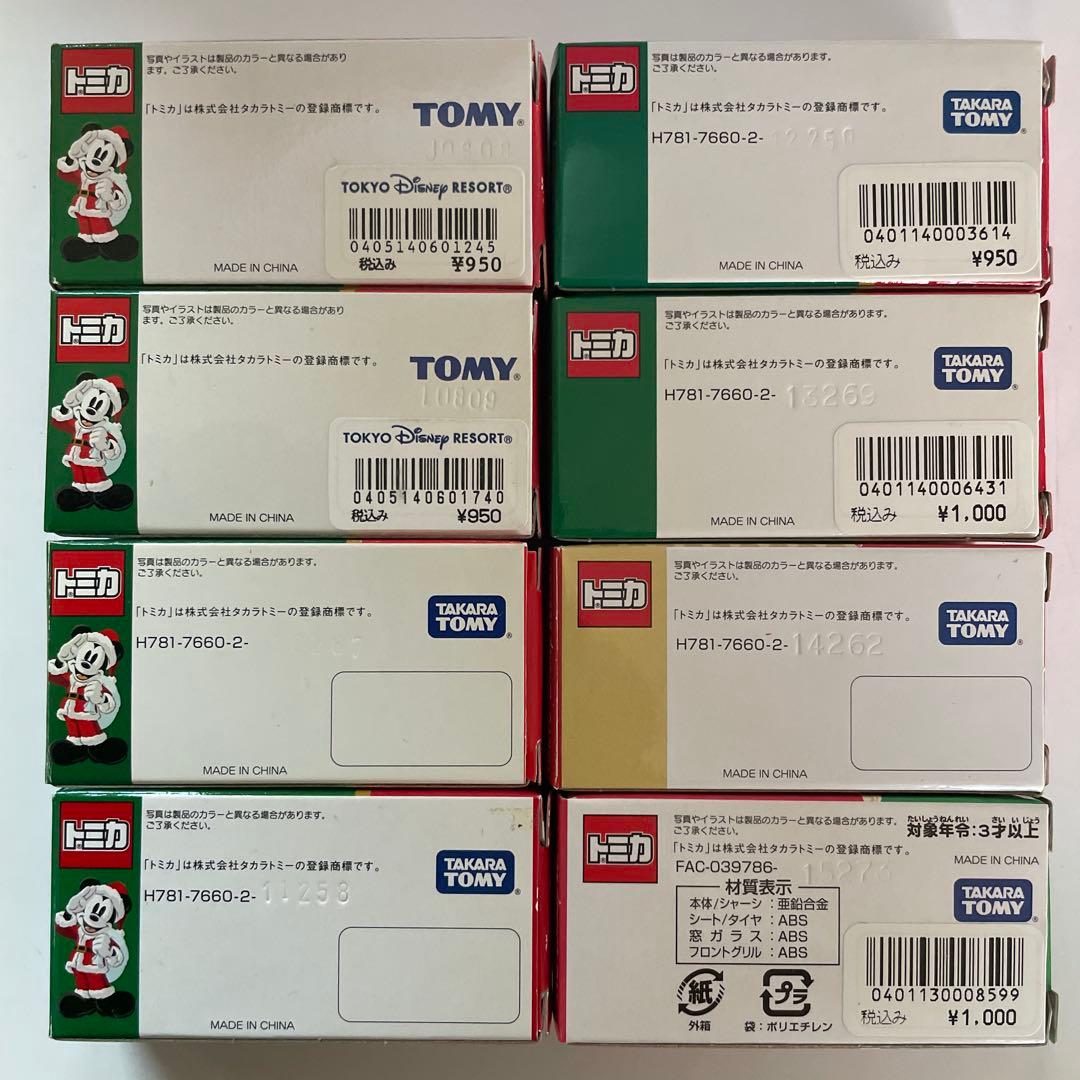 トミカ®
写真やイラストは製品のカラーと異なる場合があり
ます。ご了承ください。
「トミカ」は株式会社タカラトミーの登録商標です。
TOMY®
TOKYO Disney RESORT®
0405140601245
税込み ¥950
MADE IN CHINA
トミカ®
写真やイラストは製品のカラーと異なる場合があります。
ご了承ください。
「トミカ」は株式会社タカラトミーの登録商標です。
TAKARA TOMY®
H781-7660-2-12250
0401140003614
税込み ¥950
MADE IN CHINA
トミカ®
写真やイラストは製品のカラーと異なる場合があり
ます。ご了承ください。
「トミカ」は株式会社タカラトミーの登録商標です。
TOMY®
TOKYO Disney RESORT®
0405140601740
税込み ¥950
MADE IN CHINA
トミカ®
写真やイラストは製品のカラーと異なる場合があります。
ご了承ください。
「トミカ」は株式会社タカラトミーの登録商標です。
TAKARA TOMY®
H781-7660-2-13269
0401140006431
税込み ¥1,000
MADE IN CHINA
トミカ®
写真は製品のカラーと異なる場合があります。
ご了承ください。
「トミカ」は株式会社タカラトミーの登録商標です。
TAKARA TOMY®
H781-7660-2-
MADE IN CHINA
トミカ®
写真やイラストは製品のカラーと異なる場合があります。
ご了承ください。
「トミカ」は株式会社タカラトミーの登録商標です。
TAKARA TOMY®
H781-7660-2-14262
MADE IN CHINA
トミカ®
写真は製品のカラーと異なる場合があります。
ご了承ください。
「トミカ」は株式会社タカラトミーの登録商標です。
TAKARA TOMY®
H781-7660-2-11258
MADE IN CHINA
トミカ®
写真やイラストは製品のカラーと異なる場合があります。
ご了承ください。
たいしょうねんれい さい いじょう
対象年令:3才以上
「トミカ」は株式会社タカラトミーの登録商標です。
MADE IN CHINA
FAC-039786-
TAKARA TOMY®
材質表示
本体/シャーシ:亜鉛合金
シート/タイヤ:ABS
窓ガラス:ABS
フロントグリル:ABS
紙
外箱
プラ
袋:ポリエチレン
0401130008599
税込み ¥1,000